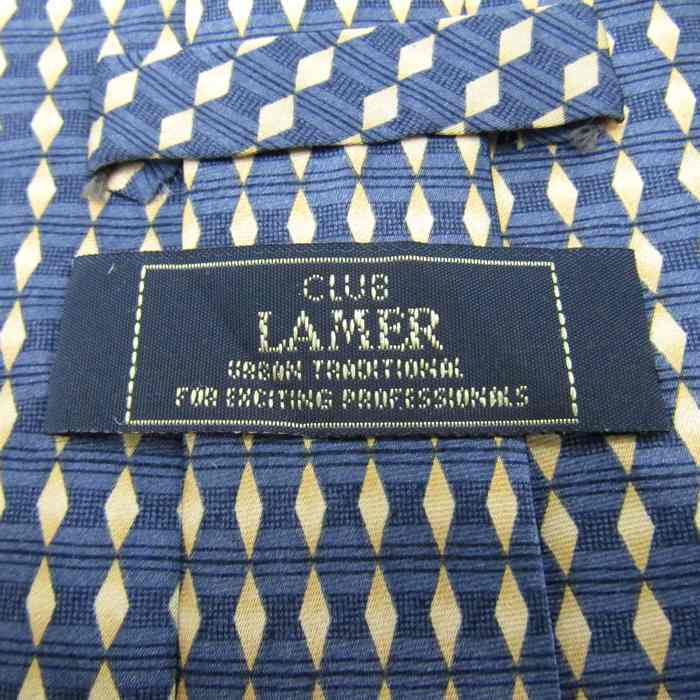 CLUB
LAMER
URBAN TRADITIONAL
FOR EXCITING PROFESSIONALS